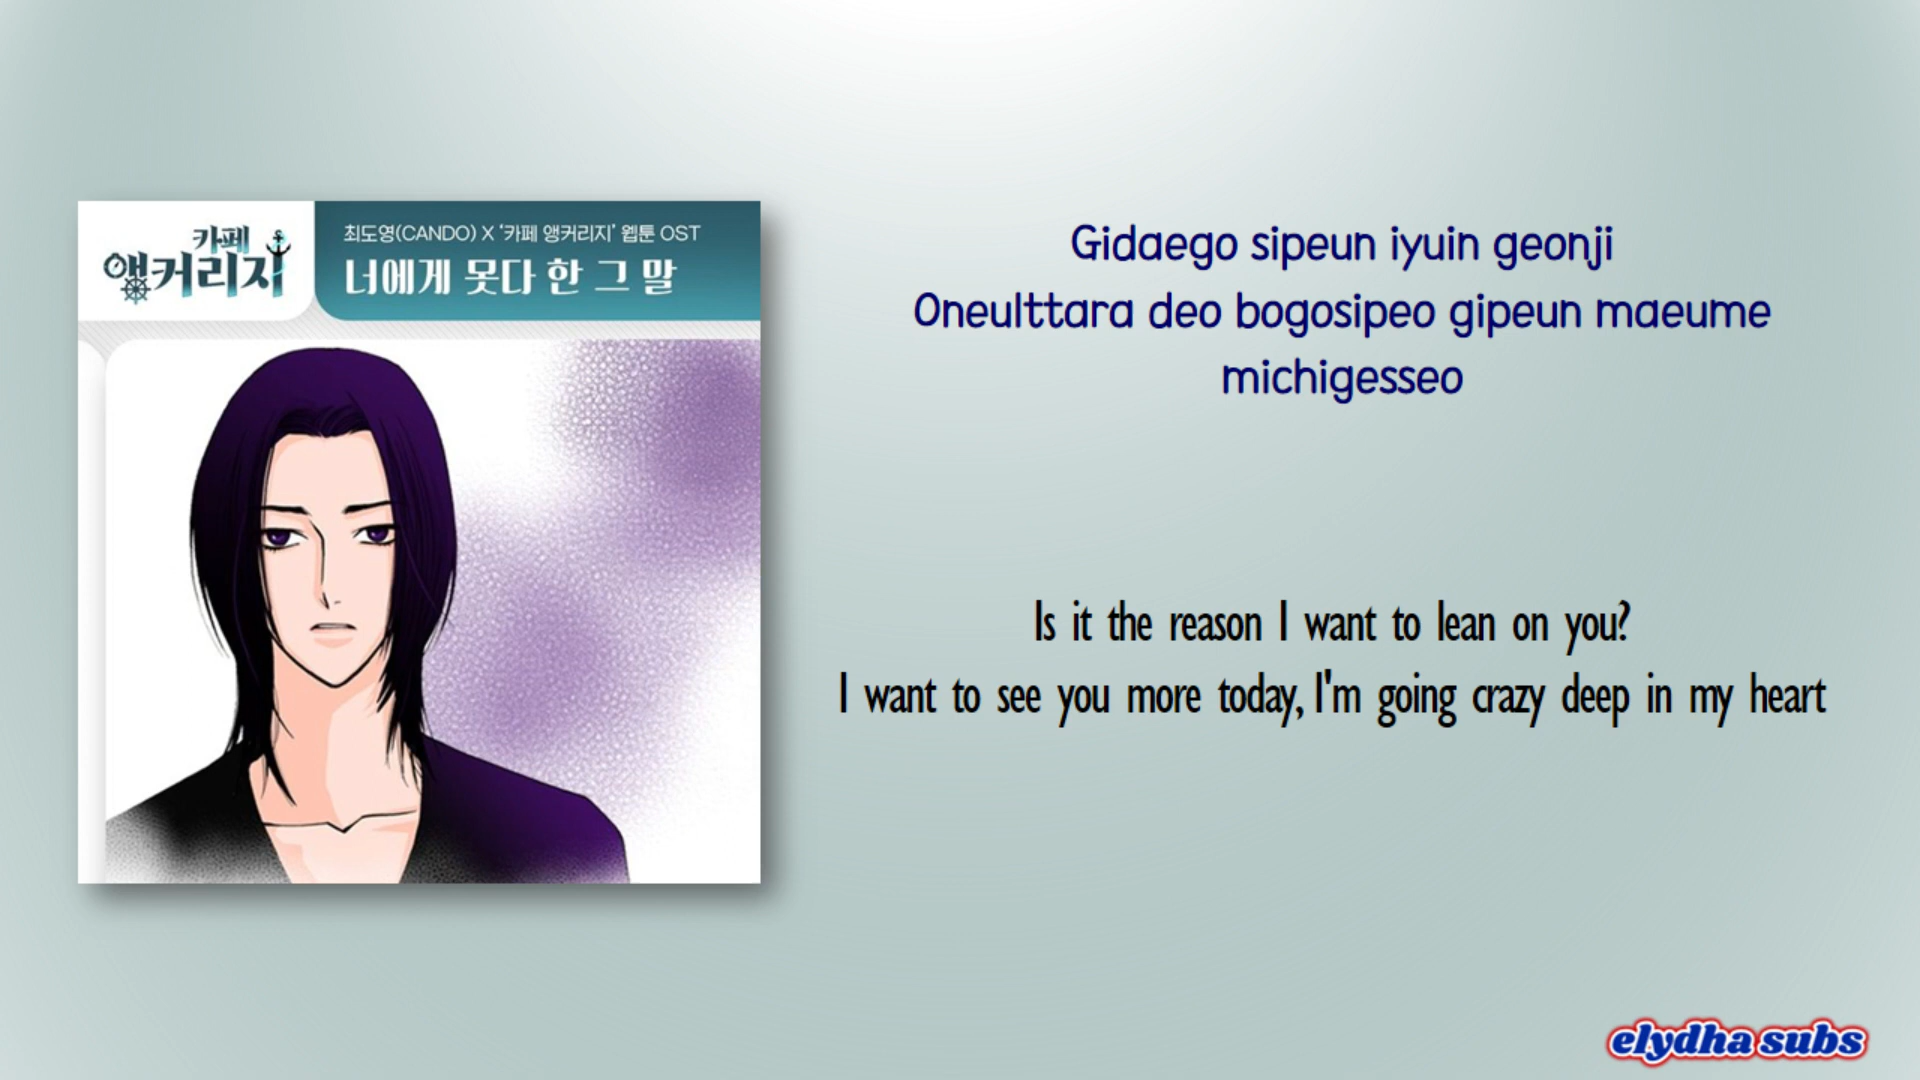 카페
앵커리지
최도영(CANDO) X '카페 앵커리지' 웹툰 OST
너에게 못다 한 그 말
Gidaego sipeun iyuin geonji
Oneulttara deo bogosipeo gipeun maeume
michigesseo
Is it the reason I want to lean on you?
I want to see you more today, I'm going crazy deep in my heart
elydha subs